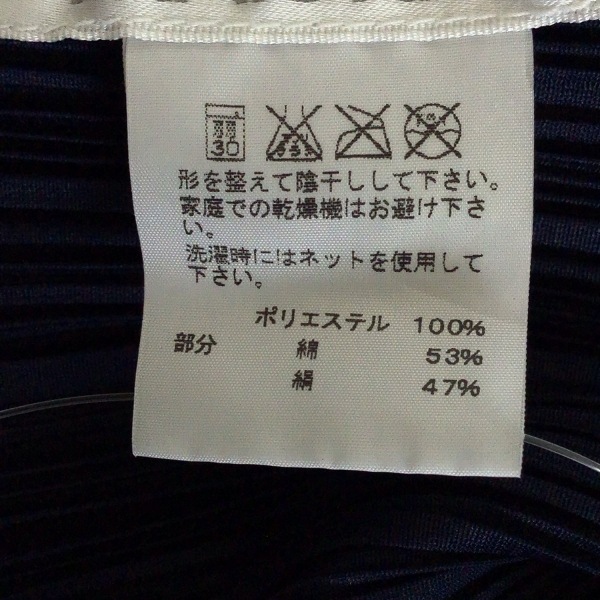 弱
30
形を整えて陰干しして下さい。
家庭での乾燥機はお避け下さ
い。
洗濯時にはネットを使用して
下さい。
ポリエステル 100%
部分 綿 53%
絹 47%